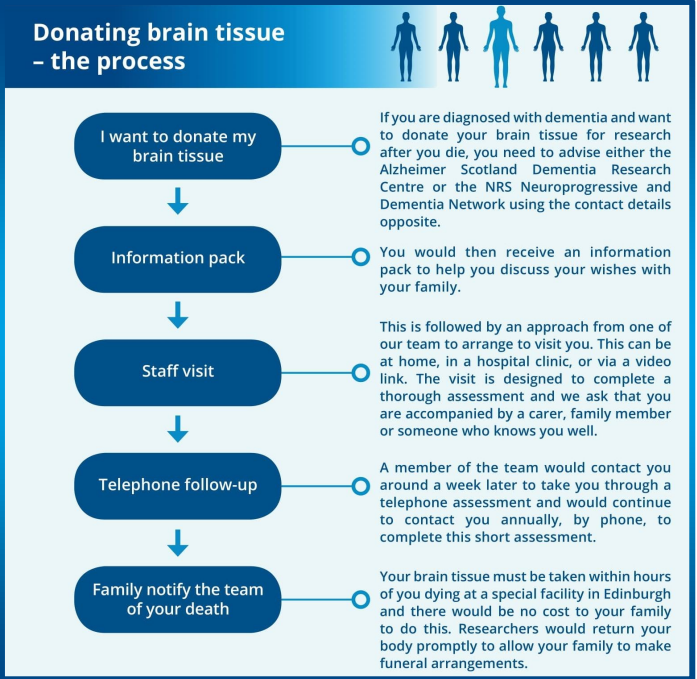 Donating brain tissue
– the process
I want to donate my
brain tissue
If you are diagnosed with dementia and want
to donate your brain tissue for research
after you die, you need to advise either the
Alzheimer Scotland Dementia Research
Centre or the NRS Neuroprogressive and
Dementia Network using the contact details
opposite.
Information pack
You would then receive an information
pack to help you discuss your wishes with
your family.
Staff visit
This is followed by an approach from one of
our team to arrange to visit you. This can be
at home, in a hospital clinic, or via a video
link. The visit is designed to complete a
thorough assessment and we ask that you
are accompanied by a carer, family member
or someone who knows you well.
Telephone follow-up
A member of the team would contact you
around a week later to take you through a
telephone assessment and would continue
to contact you annually, by phone, to
complete this short assessment.
Family notify the team
of your death
Your brain tissue must be taken within hours
of you dying at a special facility in Edinburgh
and there would be no cost to your family
to do this. Researchers would return your
body promptly to allow your family to make
funeral arrangements.